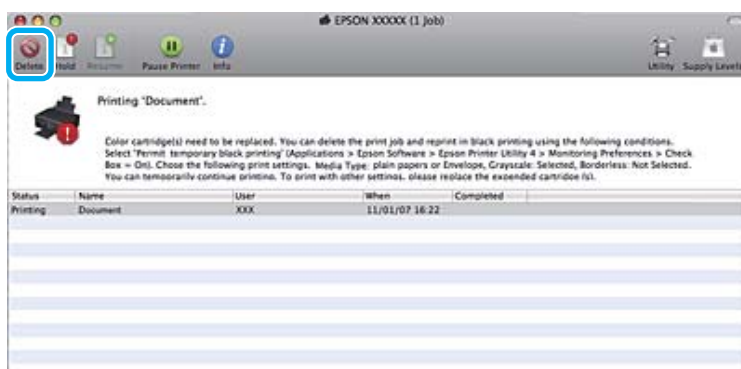 EPSON XXXXX (1 Job)
Delete Hold Resume Pause Printer Info Utility Supply Levels
Printing "Document".
Color cartridge(s) need to be replaced. You can delete the print job and reprint in black printing using the following conditions.
Select "Permit temporary black printing" (Applications > Epson Software > Epson Printer Utility 4 > Monitoring Preferences > Check
Box = On). Chose the following print settings. Media Type: plain papers or Envelope, Grayscale: Selected, Borderless: Not Selected.
You can temporarily continue printing. To print with other settings, please replace the expended cartridge (s).
Status Name User When Completed
Printing Document XXX 11/01/07 16:22